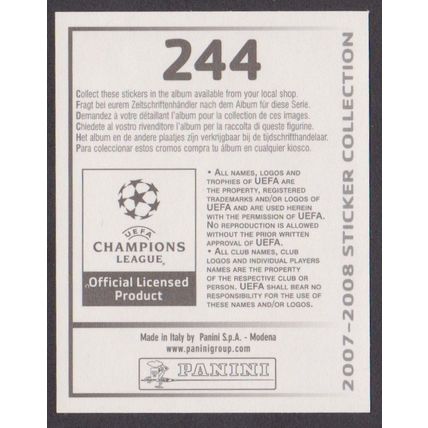 244
Collect these stickers in the album available from your local shop.
Fragt bei eurem Zeitschriftenhändler nach dem Album für diese Serie.
Demandez à votre détaillant l'album pour la collection de ces images.
Chiedete al vostro rivenditore l'album per la raccolta di queste figurine.
Het album en de andere plaatjes zijn verkrijgbaar bij de tijdschrifthandelaar.
Para coleccionar estos cromos compra tu álbum en cualquier kiosco.
UEFA
CHAMPIONS
LEAGUE
Official Licensed
Product
• ALL NAMES, LOGOS AND
TROPHIES OF UEFA ARE
THE PROPERTY, REGISTERED
TRADEMARKS AND/OR LOGOS OF
UEFA AND ARE USED HEREIN
WITH THE PERMISSION OF UEFA.
NO REPRODUCTION IS ALLOWED
WITHOUT THE PRIOR WRITTEN
APPROVAL OF UEFA.
• ALL CLUB NAMES, CLUB
LOGOS AND INDIVIDUAL PLAYERS
NAMES ARE THE PROPERTY OF
THE RESPECTIVE CLUB OR
PERSON. UEFA SHALL BEAR NO
RESPONSIBILITY FOR THE USE OF
THESE NAMES AND/OR LOGOS.
Made in Italy by Panini S.p.A. - Modena
www.paninigroup.com
PANINI
2007-2008 STICKER COLLECTION